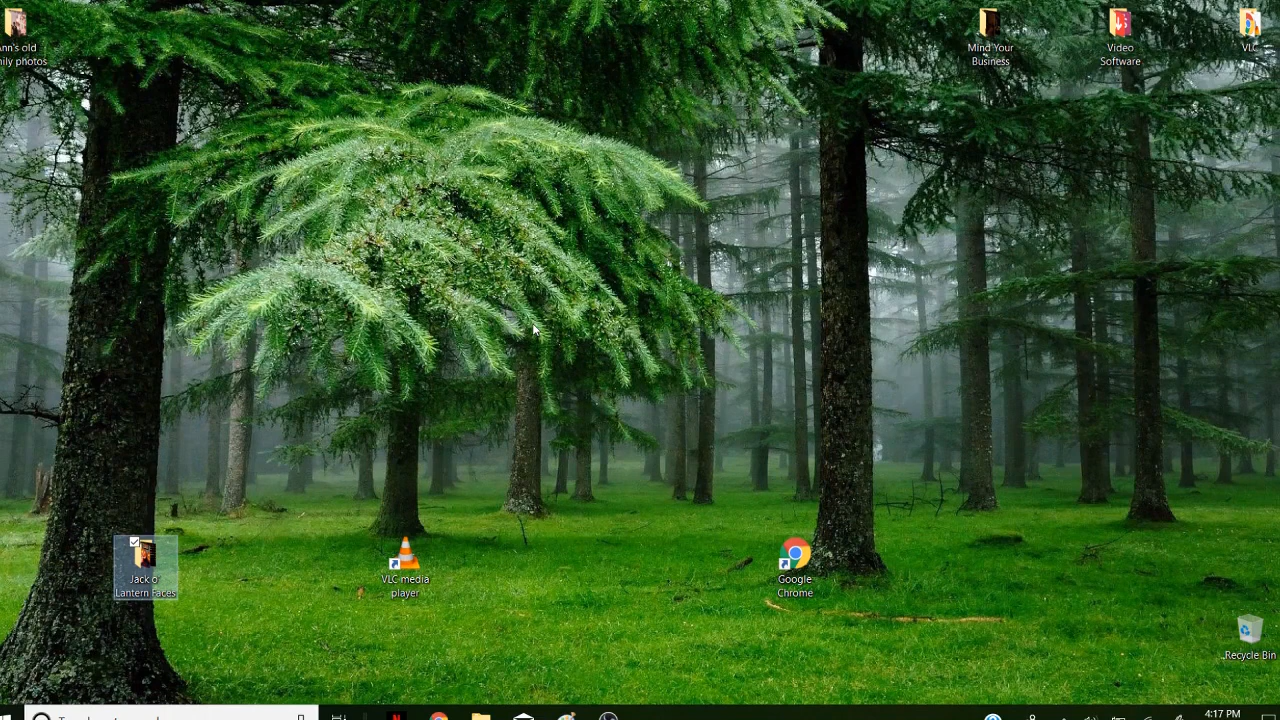 Ann's old
mily photos
Mind Your
Business
Video
Software
VLC
Jack o'
Lantern Faces
VLC media
player
Google
Chrome
Recycle Bin
4:17 PM